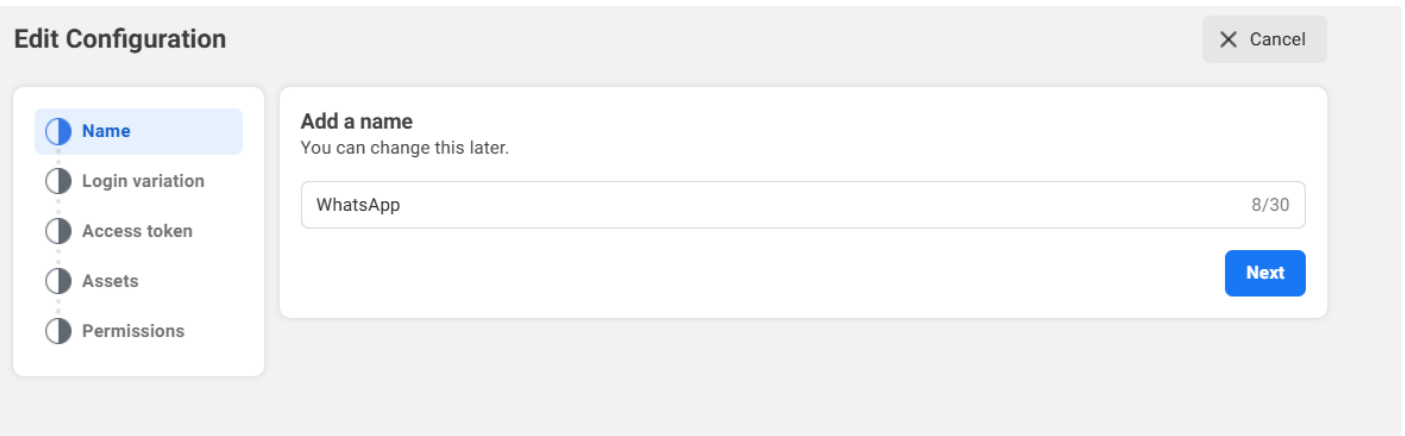 Edit Configuration
Cancel
Name
Login variation
Access token
Assets
Permissions
Add a name
You can change this later.
WhatsApp 8/30
Next